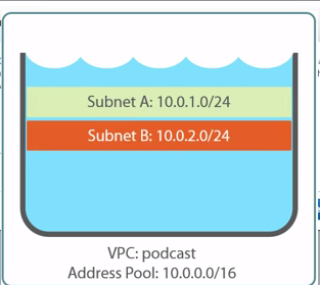 Subnet A: 10.0.1.0/24
Subnet B: 10.0.2.0/24
VPC: podcast
Address Pool: 10.0.0.0/16